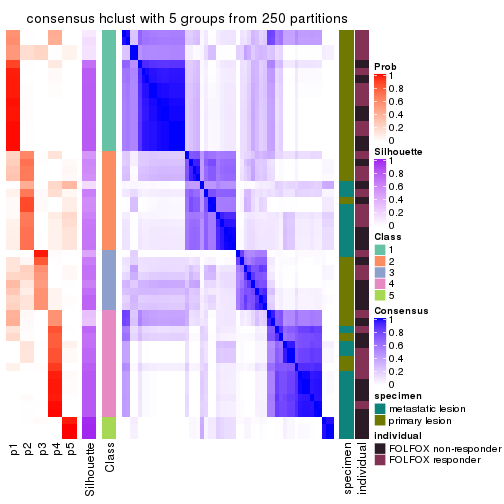 consensus hclust with 5 groups from 250 partitions
Prob
1
0.8
0.6
0.4
0.2
0
Silhouette
1
0.8
0.6
0.4
0.2
0
Class
1
2
3
4
5
Consensus
1
0.8
0.6
0.4
0.2
0
specimen
metastatic lesion
primary lesion
individual
FOLFOX non-responder
FOLFOX responder
p1
p2
p3
p4
p5
Silhouette
Class
specimen
individual